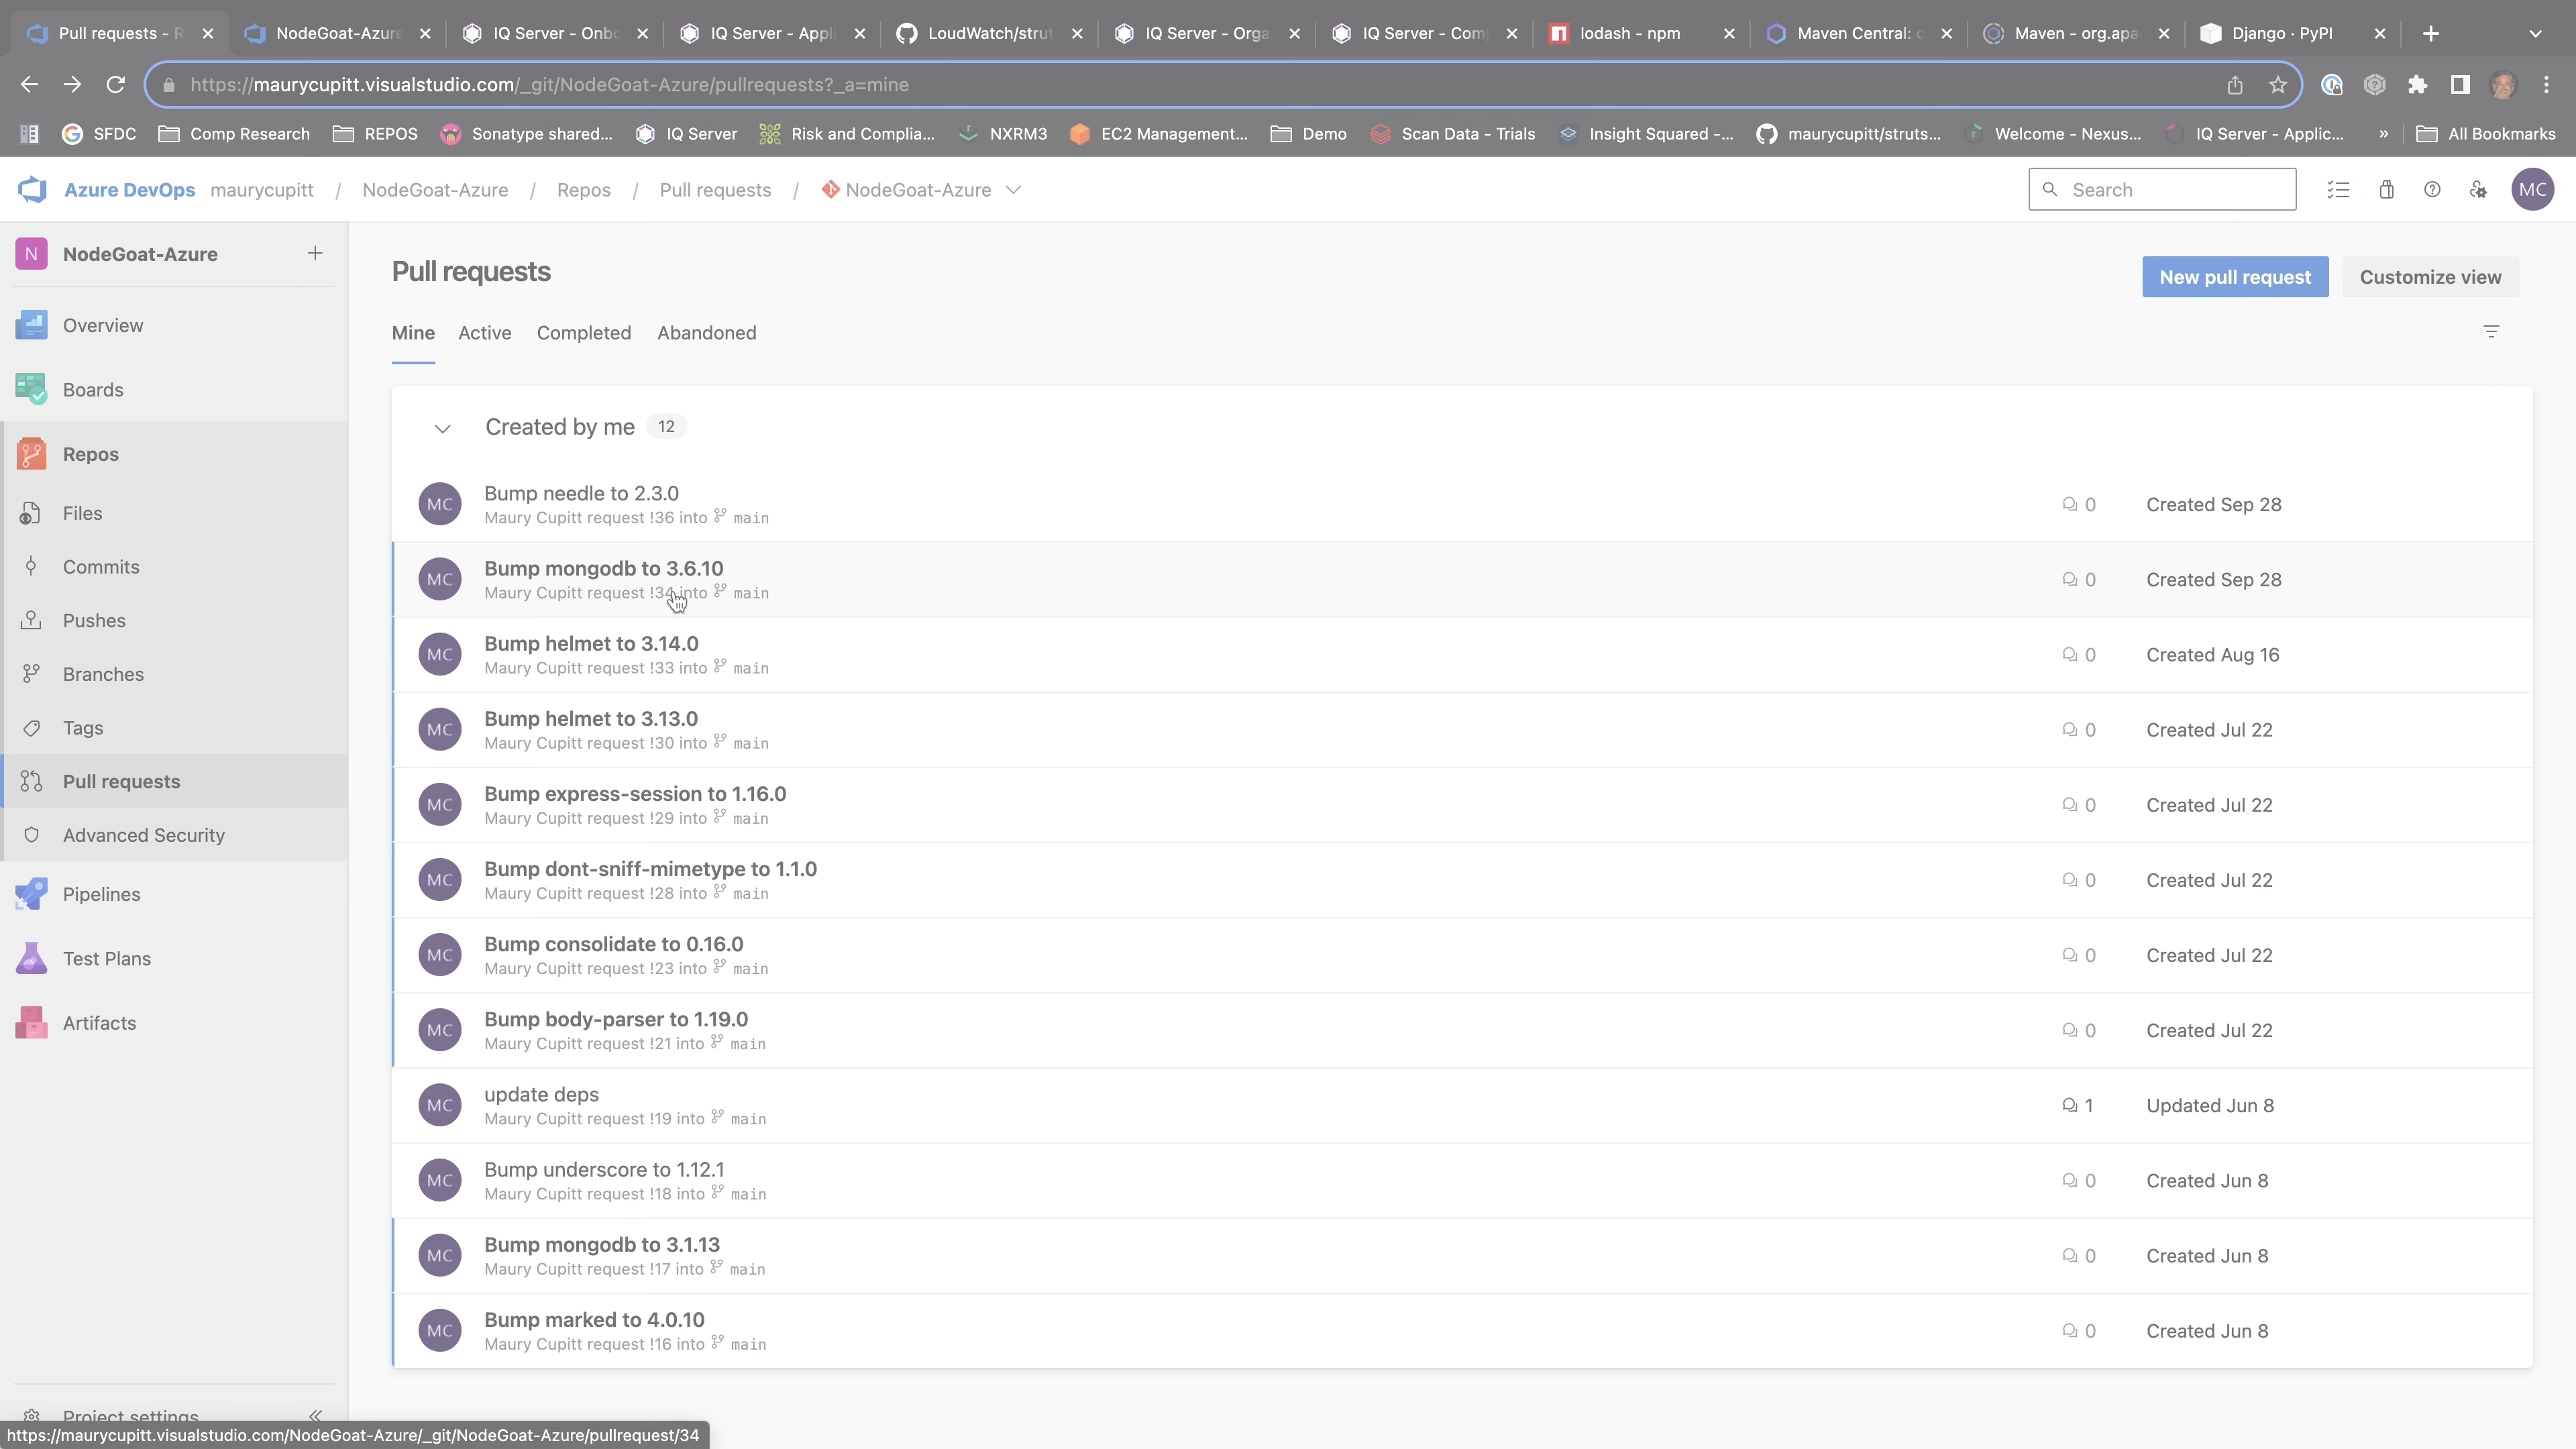 Pull requests - R
NodeGoat-Azure
IQ Server - Onbo
IQ Server - Appli
LoudWatch/strut
IQ Server - Orga
IQ Server - Comp
lodash - npm
Maven Central: c
Maven - org.apa
Django · PyPI
https://maurycupitt.visualstudio.com/_git/NodeGoat-Azure/pullrequests?_a=mine
SFDC
Comp Research
REPOS
Sonatype shared...
IQ Server
Risk and Complia...
NXRM3
EC2 Management...
Demo
Scan Data - Trials
Insight Squared -...
maurycupitt/struts...
Welcome - Nexus...
IQ Server - Applic...
»
All Bookmarks
Azure DevOps maurycupitt / NodeGoat-Azure / Repos / Pull requests / NodeGoat-Azure
Search
MC
N NodeGoat-Azure +
Overview
Boards
Repos
Files
Commits
Pushes
Branches
Tags
Pull requests
Advanced Security
Pipelines
Test Plans
Artifacts
Project settings
Pull requests
New pull request
Customize view
Mine Active Completed Abandoned
Created by me 12
MC Bump needle to 2.3.0
Maury Cupitt request !36 into main
0 Created Sep 28
MC Bump mongodb to 3.6.10
Maury Cupitt request !34 into main
0 Created Sep 28
MC Bump helmet to 3.14.0
Maury Cupitt request !33 into main
0 Created Aug 16
MC Bump helmet to 3.13.0
Maury Cupitt request !30 into main
0 Created Jul 22
MC Bump express-session to 1.16.0
Maury Cupitt request !29 into main
0 Created Jul 22
MC Bump dont-sniff-mimetype to 1.1.0
Maury Cupitt request !28 into main
0 Created Jul 22
MC Bump consolidate to 0.16.0
Maury Cupitt request !23 into main
0 Created Jul 22
MC Bump body-parser to 1.19.0
Maury Cupitt request !21 into main
0 Created Jul 22
MC update deps
Maury Cupitt request !19 into main
1 Updated Jun 8
MC Bump underscore to 1.12.1
Maury Cupitt request !18 into main
0 Created Jun 8
MC Bump mongodb to 3.1.13
Maury Cupitt request !17 into main
0 Created Jun 8
MC Bump marked to 4.0.10
Maury Cupitt request !16 into main
0 Created Jun 8
https://maurycupitt.visualstudio.com/NodeGoat-Azure/_git/NodeGoat-Azure/pullrequest/34